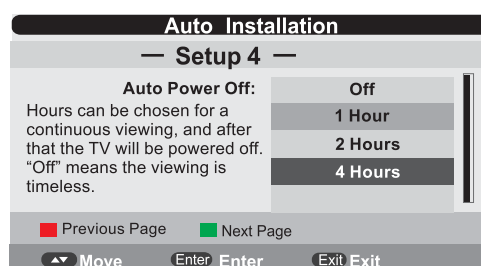 Auto Installation
— Setup 4 —
Auto Power Off:
Off
Hours can be chosen for a
1 Hour
continuous viewing, and after
2 Hours
that the TV will be powered off.
“Off” means the viewing is
4 Hours
timeless.
Previous Page Next Page
Move Enter Enter Exit Exit